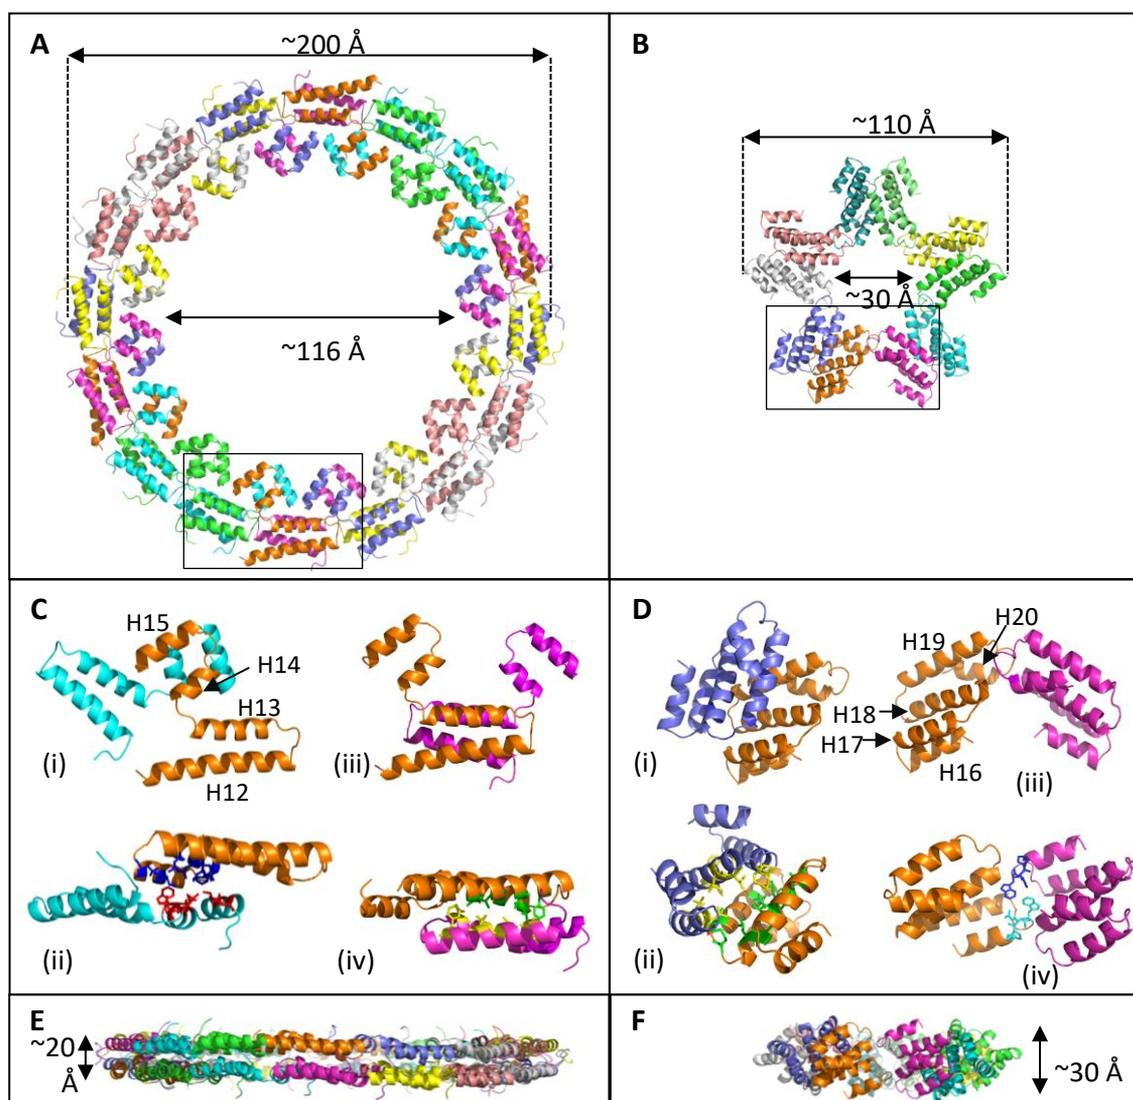 A
~200 Å
~116 Å
B
~110 Å
~30 Å
C
H15
H14
H13
H12
(i)
(iii)
(ii)
(iv)
D
H20
H19
H18
H17
H16
(i)
(iii)
(ii)
(iv)
E
~20
Å
F
~30 Å